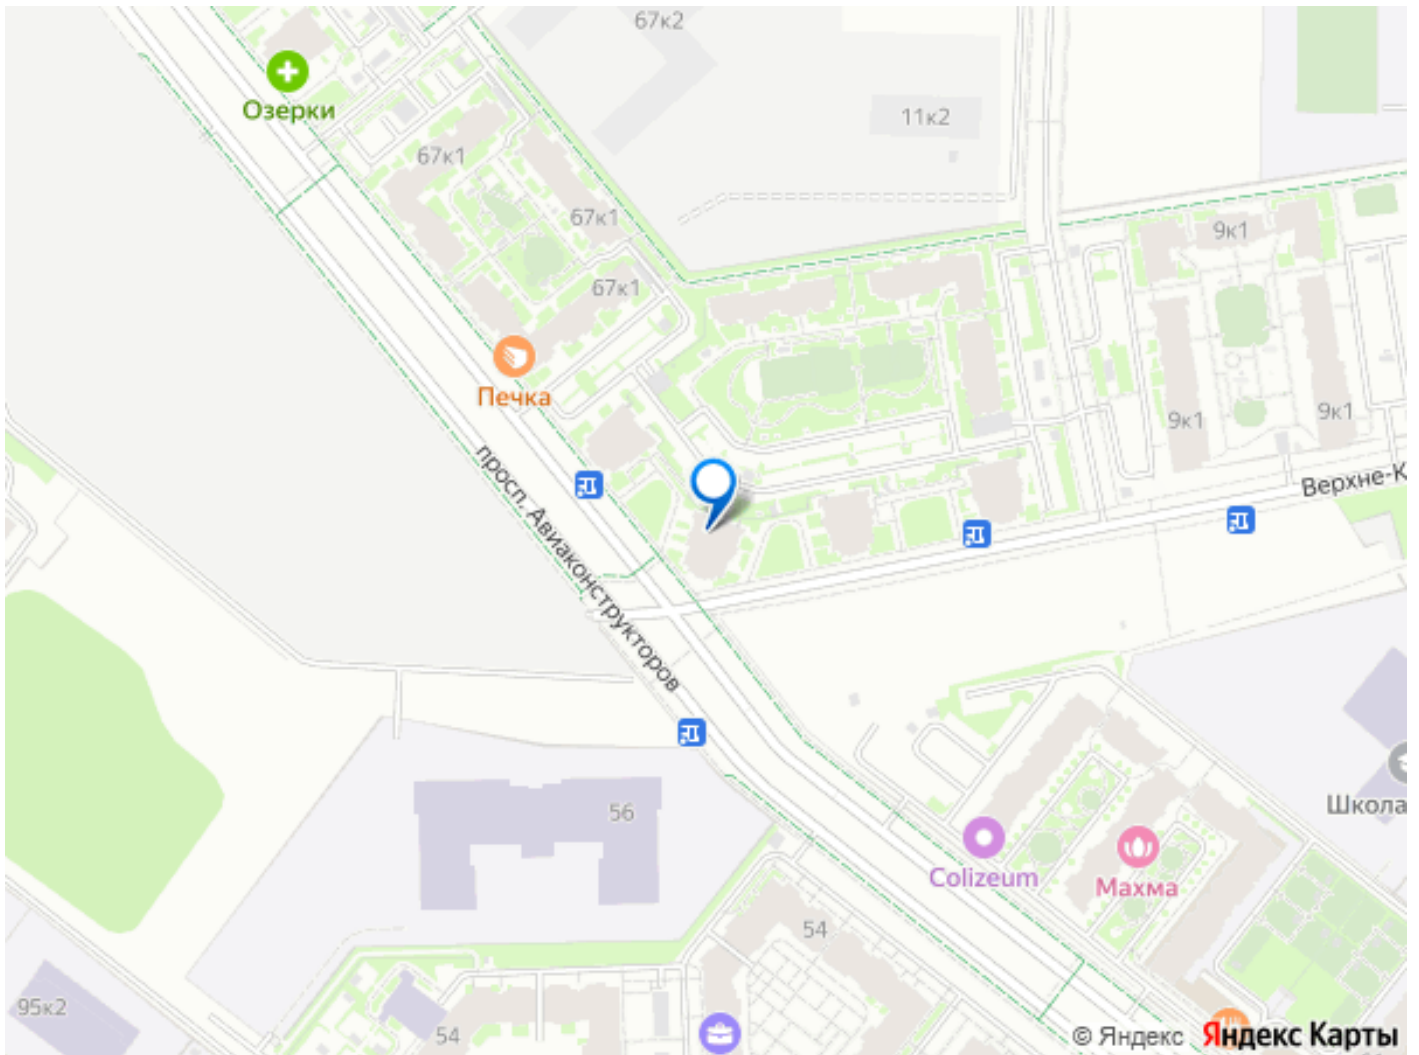 67к2
Озерки
11к2
67к1
67к1
9к1
67к1
Печка
9к1
9к1
просп. Авиаконструкторов
Верхне-К
56
Школа
Colizeum
Махма
54
95к2
54
© Яндекс Яндекс Карты